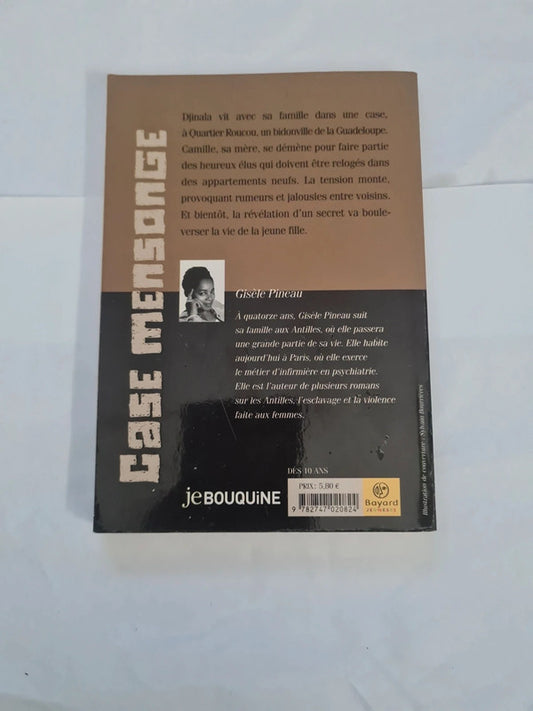 CASE MENSONGE
Djinala vit avec sa famille dans une case,
à Quartier Roucou, un bidonville de la Guadeloupe.
Camille, sa mère, se démène pour faire partie
des heureux élus qui doivent être relogés dans
des appartements neufs. La tension monte,
provoquant rumeurs et jalousies entre voisins.
Et bientôt, la révélation d'un secret va boule-
verser la vie de la jeune fille.
Gisèle Pineau
À quatorze ans, Gisèle Pineau suit
sa famille aux Antilles, où elle passera
une grande partie de sa vie. Elle habite
aujourd'hui à Paris, où elle exerce
le métier d'infirmière en psychiatrie.
Elle est l'auteur de plusieurs romans
sur les Antilles, l'esclavage et la violence
faite aux femmes.
Illustration de couverture : Sylvain Bourrières
DÈS 10 ANS
PRIX : 5,80 €
je BOUQUiNE
9 782747 020824
Bayard
JEUNESSE